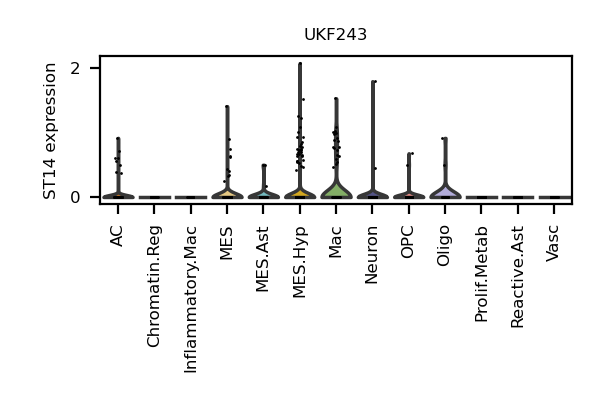 UKF243
ST14 expression
2
0
AC
Chromatin.Reg
Inflammatory.Mac
MES
MES.Ast
MES.Hyp
Mac
Neuron
OPC
Oligo
Prolif.Metab
Reactive.Ast
Vasc